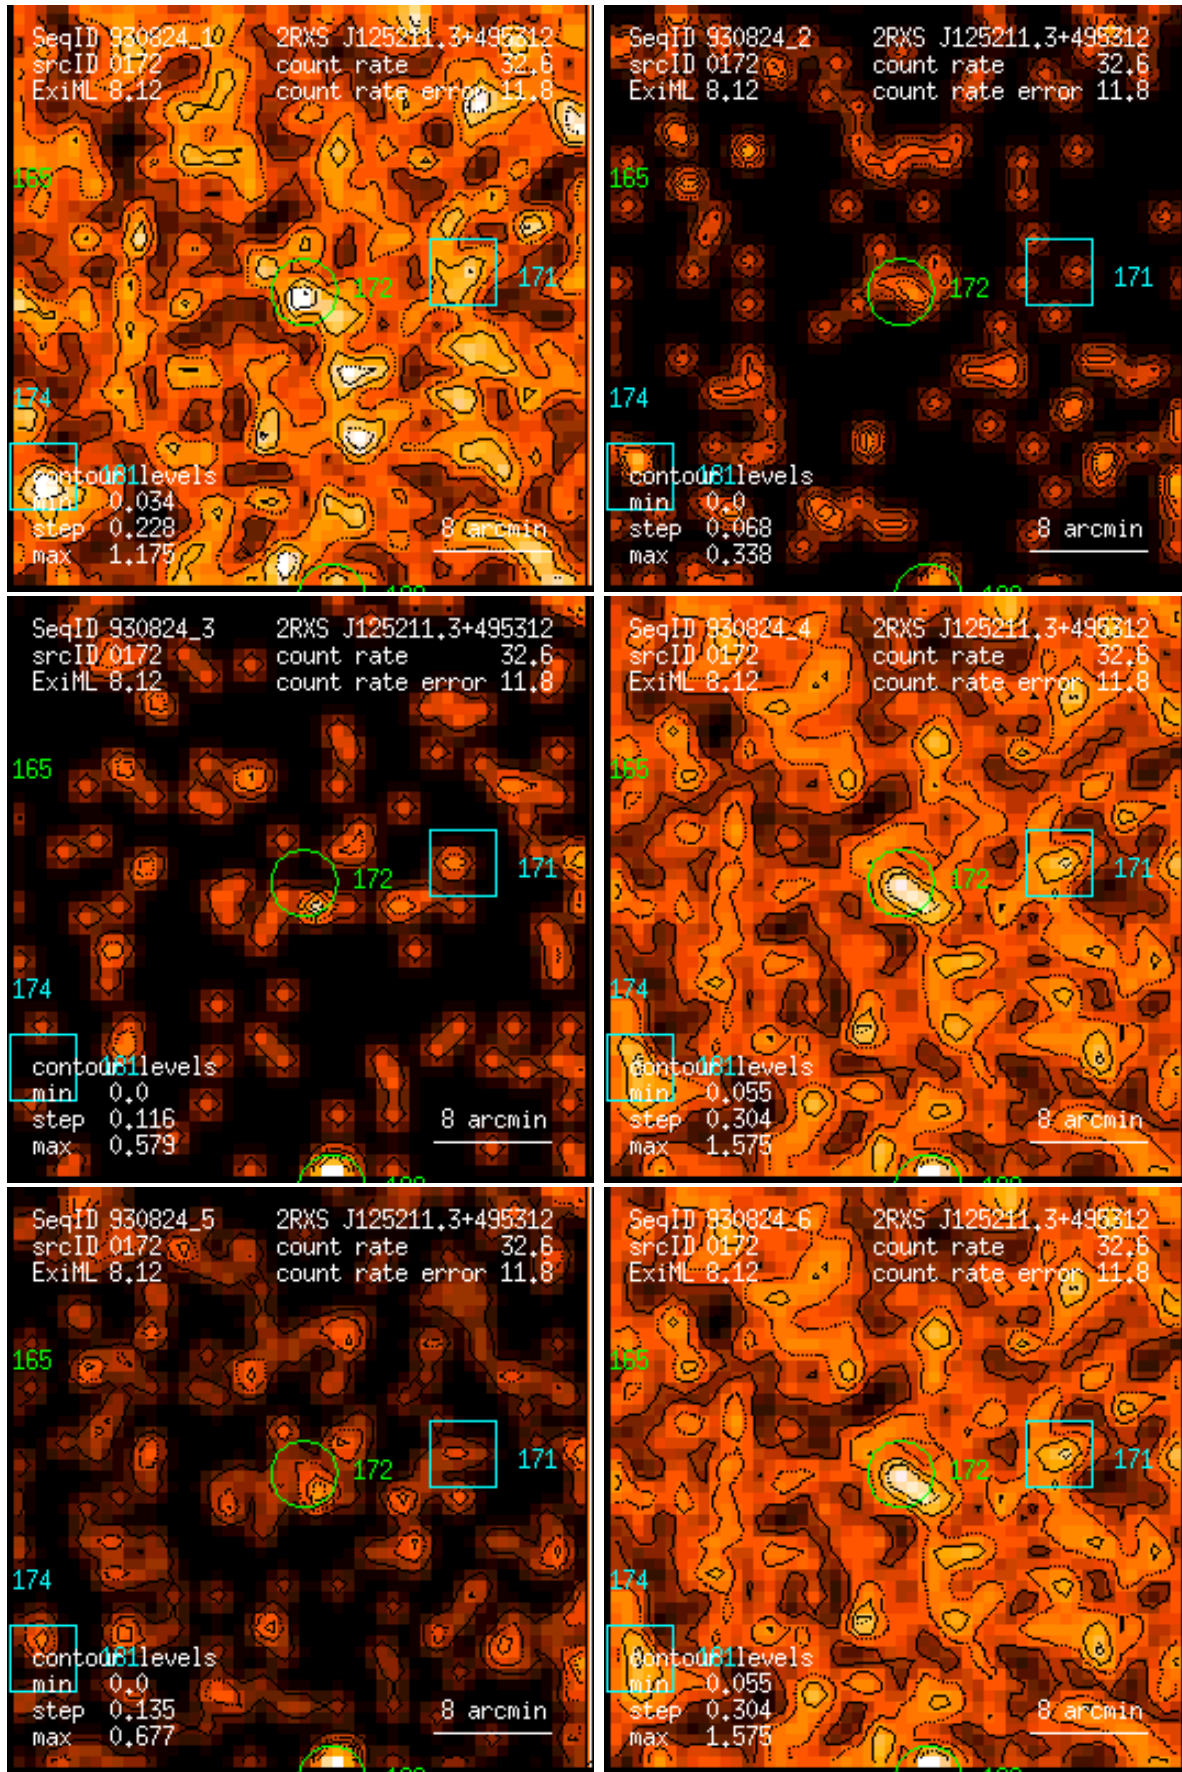 SeqID 930824_1 2RXS J125211.3+495312
srcID 0172 count rate 32.6
ExiML 8.12 count rate error 11.8
165
171
172
174
contour levels
181
min 0.034
step 0.228 8 arcmin
max 1.175
SeqID 930824_2 2RXS J125211.3+495312
srcID 0172 count rate 32.6
ExiML 8.12 count rate error 11.8
165
171
172
174
contour levels
181
min 0.0
step 0.068 8 arcmin
max 0.338
SeqID 930824_3 2RXS J125211.3+495312
srcID 0172 count rate 32.6
ExiML 8.12 count rate error 11.8
165
171
172
174
contour levels
181
min 0.0
step 0.116 8 arcmin
max 0.579
SeqID 930824_4 2RXS J125211.3+495312
srcID 0172 count rate 32.6
ExiML 8.12 count rate error 11.8
165
171
172
174
contour levels
181
min 0.055
step 0.304 8 arcmin
max 1.575
SeqID 930824_5 2RXS J125211.3+495312
srcID 0172 count rate 32.6
ExiML 8.12 count rate error 11.8
165
171
172
174
contour levels
181
min 0.0
step 0.135 8 arcmin
max 0.677
SeqID 930824_6 2RXS J125211.3+495312
srcID 0172 count rate 32.6
ExiML 8.12 count rate error 11.8
165
171
172
174
contour levels
181
min 0.055
step 0.304 8 arcmin
max 1.575